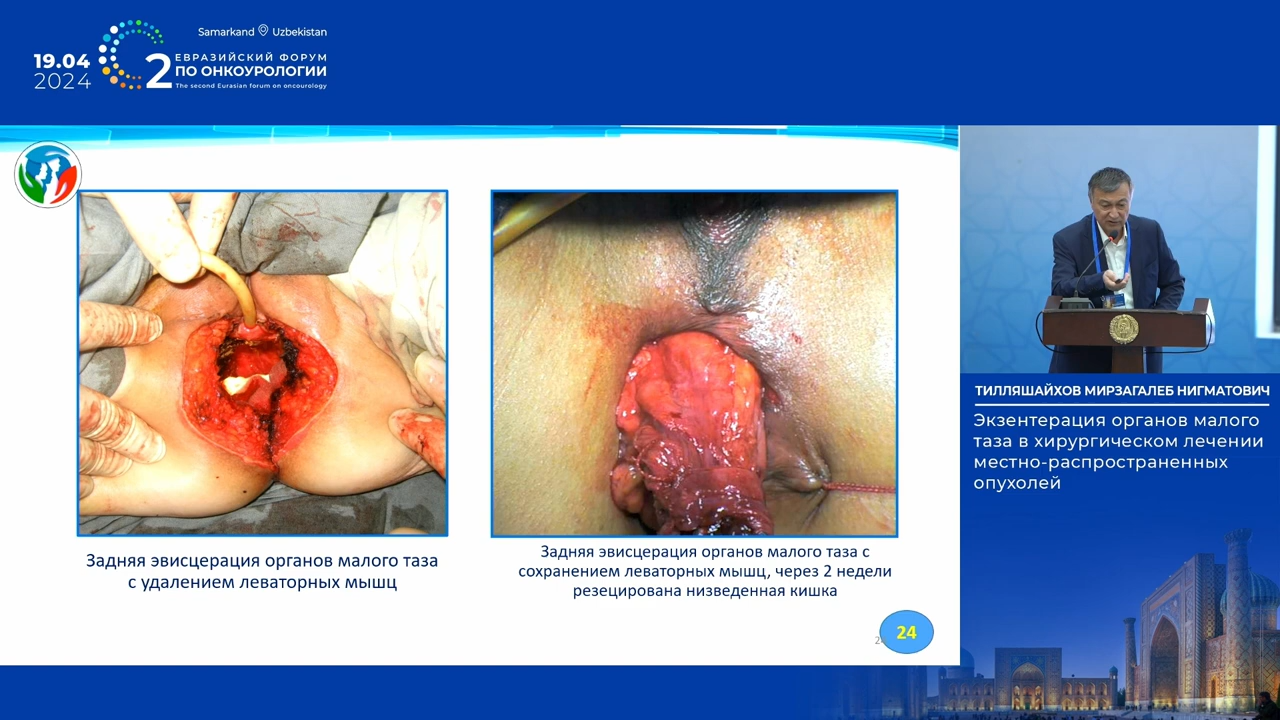 Samarkand Uzbekistan
19.04
2024
2
ЕВРАЗИЙСКИЙ ФОРУМ
ПО ОНКОУРОЛОГИИ
The second Eurasian forum on oncourology
Задняя эвисцерация органов малого таза
с удалением леваторных мышц
Задняя эвисцерация органов малого таза с
сохранением леваторных мышц, через 2 недели
резецирована низведенная кишка
24
ТИЛЛЯШАЙХОВ МИРЗАГАЛЕБ НИГМАТОВИЧ
Экзентерация органов малого
таза в хирургическом лечении
местно-распространенных
опухолей